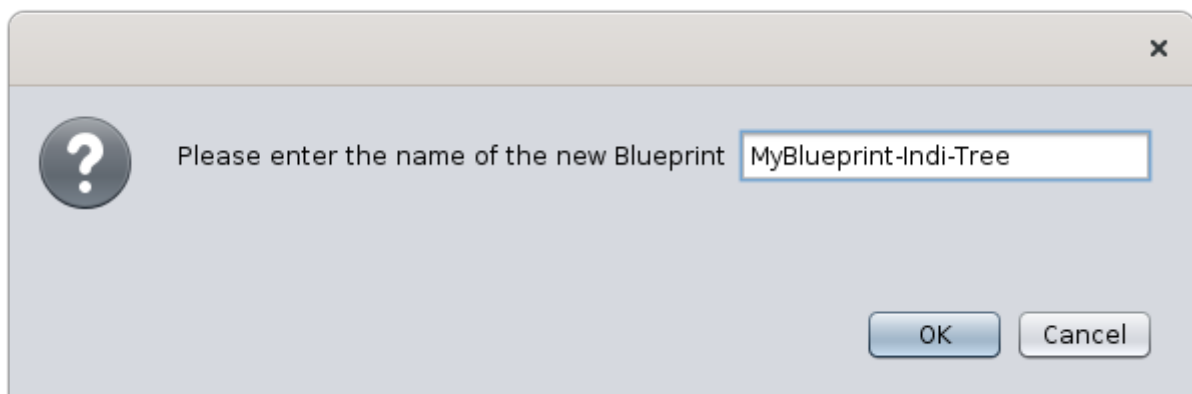 Please enter the name of the new Blueprint MyBlueprint-Indi-Tree
OK Cancel